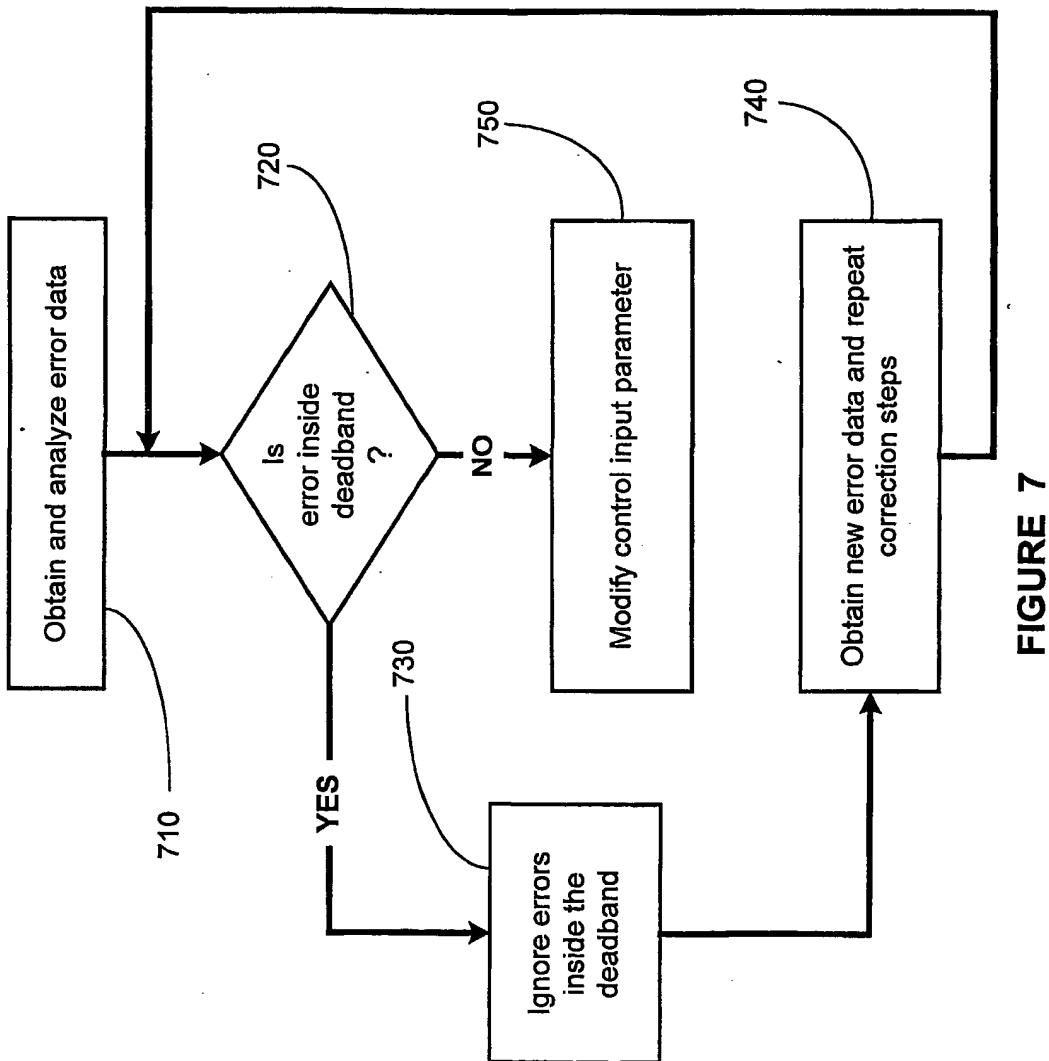 Obtain and analyze error data
710
720
Is
error inside
deadband
?
YES
NO
730
Ignore errors
inside the
deadband
750
Modify control input parameter
740
Obtain new error data and repeat
correction steps
FIGURE 7